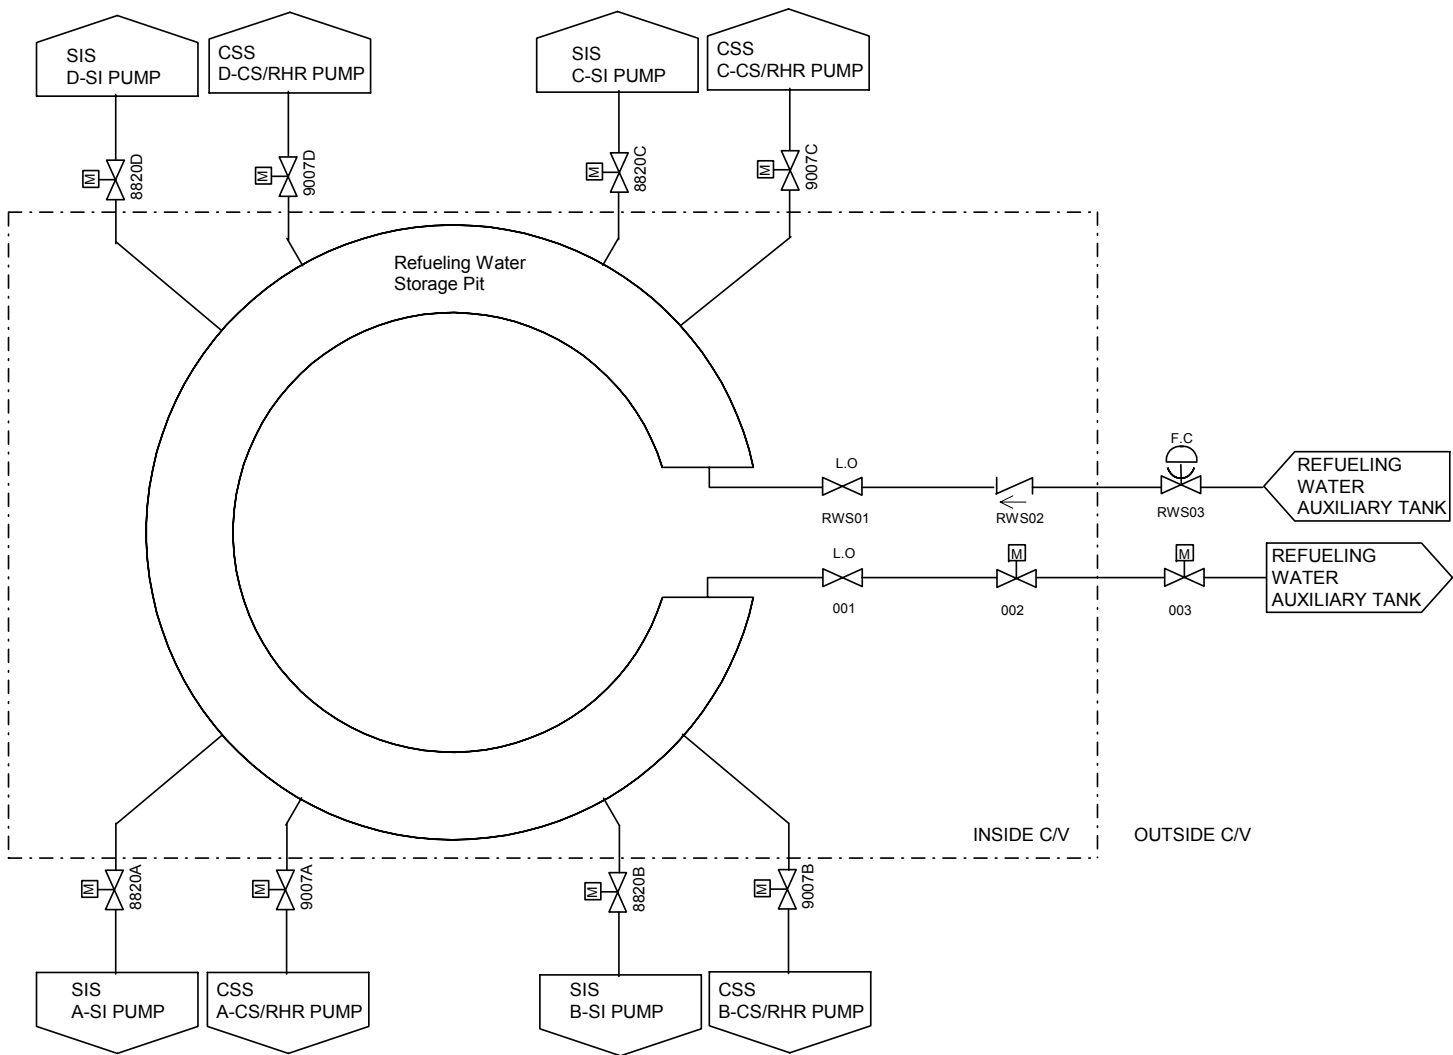 SIS
D-SI PUMP
CSS
D-CS/RHR PUMP
SIS
C-SI PUMP
CSS
C-CS/RHR PUMP
M
8820D
M
9007D
M
8820C
M
9007C
Refueling Water
Storage Pit
L.O
RWS01
RWS02
F.C
RWS03
REFUELING
WATER
AUXILIARY TANK
L.O
001
M
002
M
003
REFUELING
WATER
AUXILIARY TANK
INSIDE C/V
OUTSIDE C/V
M
8820A
M
9007A
M
8820B
M
9007B
SIS
A-SI PUMP
CSS
A-CS/RHR PUMP
SIS
B-SI PUMP
CSS
B-CS/RHR PUMP